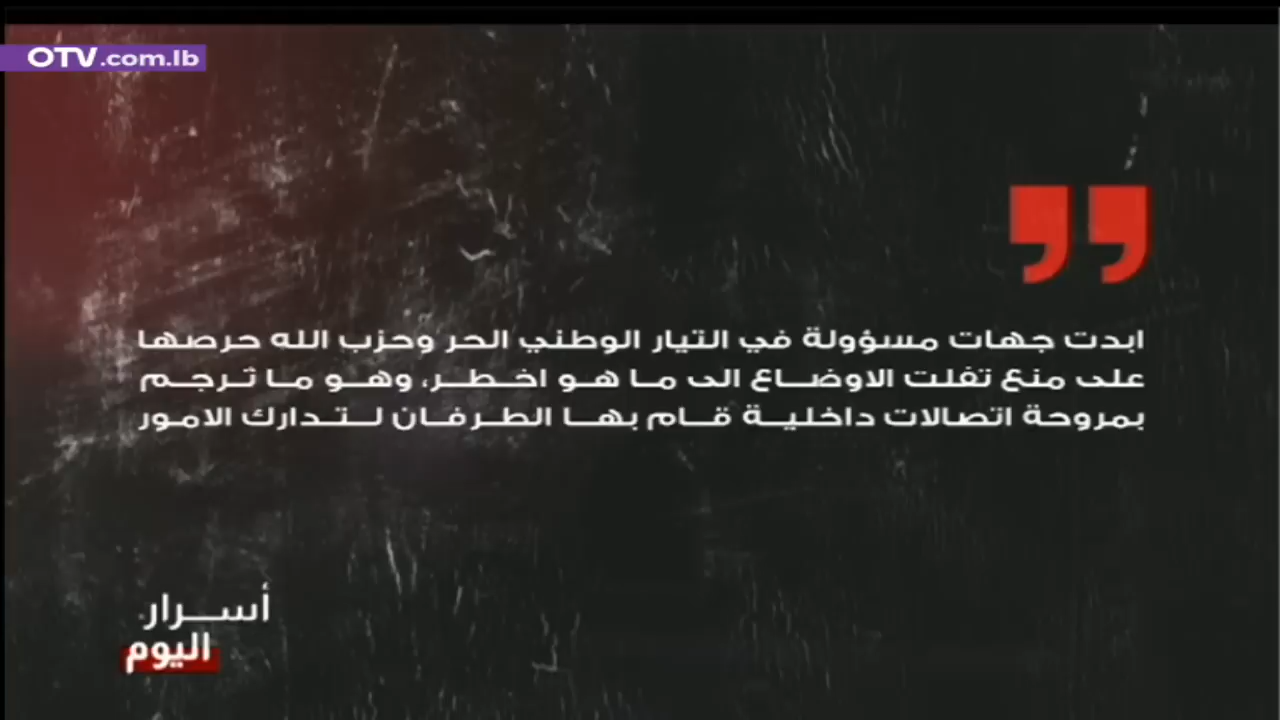 OTV.com.lb
ابدت جهات مسؤولة في التيار الوطني الحر وحزب الله حرصها
على منع تفلت الاوضاع الى ما هو اخطر، وهو ما ترجم
بمروحة اتصالات داخلية قام بها الطرفان لتدارك الامور
أسرار
اليوم